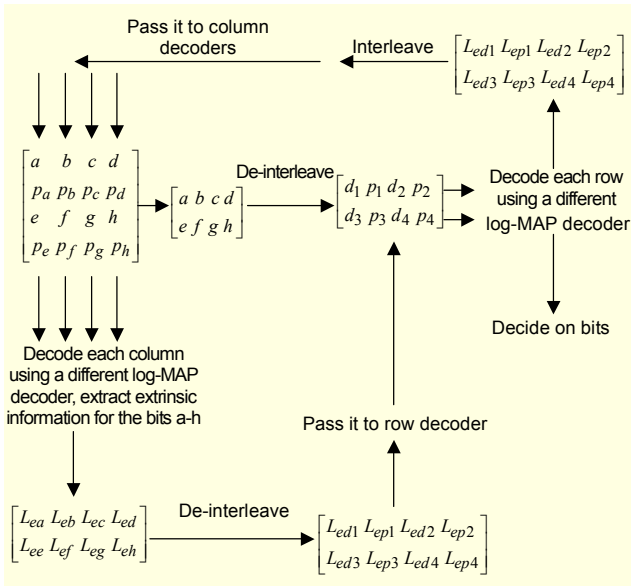 Pass it to column
decoders
Interleave
L_ed1 L_ep1 L_ed2 L_ep2
L_ed3 L_ep3 L_ed4 L_ep4
a b c d
p_a p_b p_c p_d
e f g h
p_e p_f p_g p_h
a b c d
e f g h
De-interleave
d_1 p_1 d_2 p_2
d_3 p_3 d_4 p_4
Decode each row
using a different
log-MAP decoder
Decide on bits
Decode each column
using a different log-MAP
decoder, extract extrinsic
information for the bits a-h
Pass it to row decoder
L_ea L_eb L_ec L_ed
L_ee L_ef L_eg L_eh
De-interleave
L_ed1 L_ep1 L_ed2 L_ep2
L_ed3 L_ep3 L_ed4 L_ep4